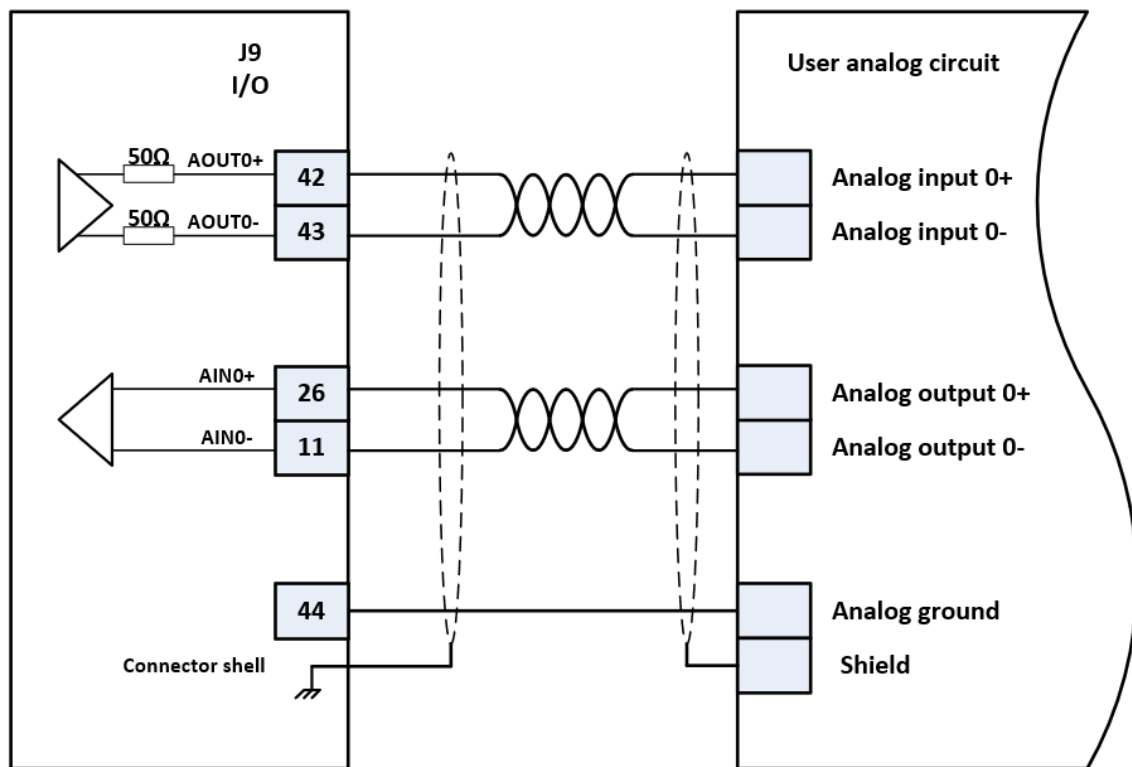 J9
I/O
User analog circuit
50Ω
AOUT0+
42
Analog input 0+
50Ω
AOUT0-
43
Analog input 0-
AIN0+
26
Analog output 0+
AIN0-
11
Analog output 0-
44
Analog ground
Connector shell
Shield